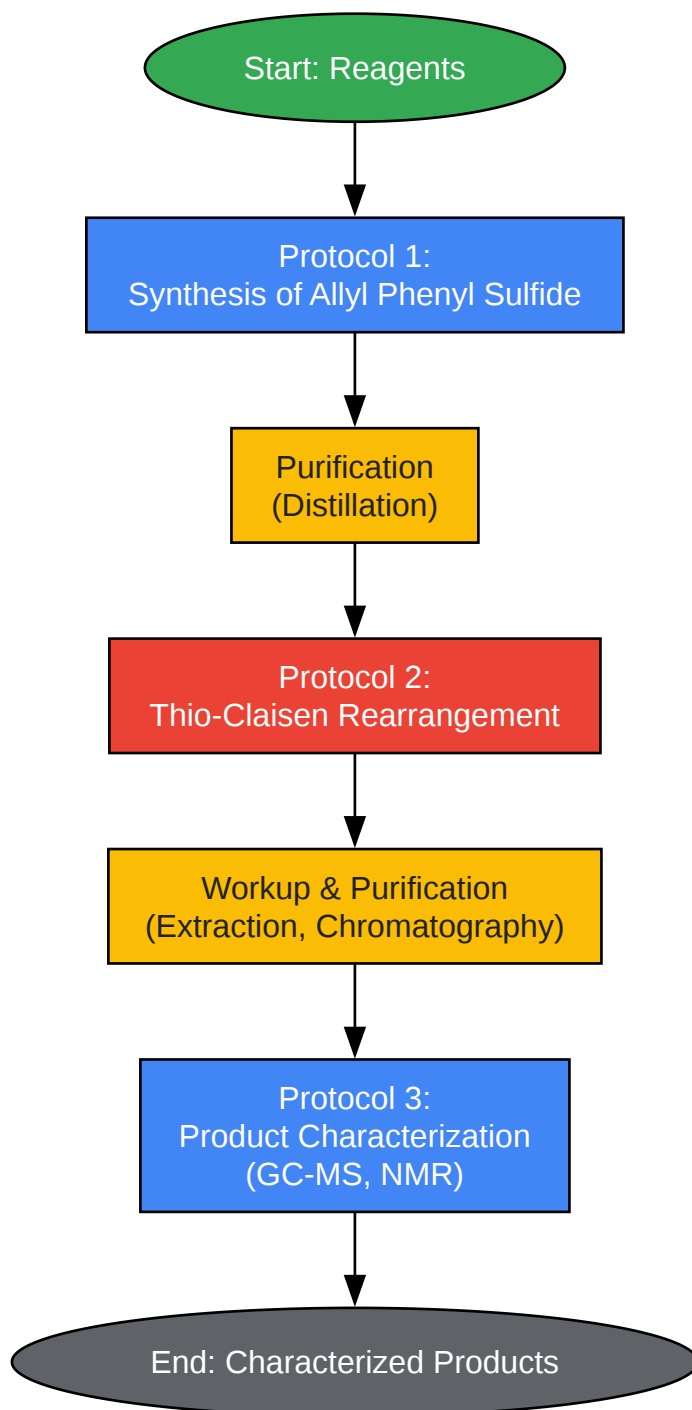 Start: Reagents
Protocol 1:
Synthesis of Allyl Phenyl Sulfide
Purification
(Distillation)
Protocol 2:
Thio-Claisen Rearrangement
Workup & Purification
(Extraction, Chromatography)
Protocol 3:
Product Characterization
(GC-MS, NMR)
End: Characterized Products